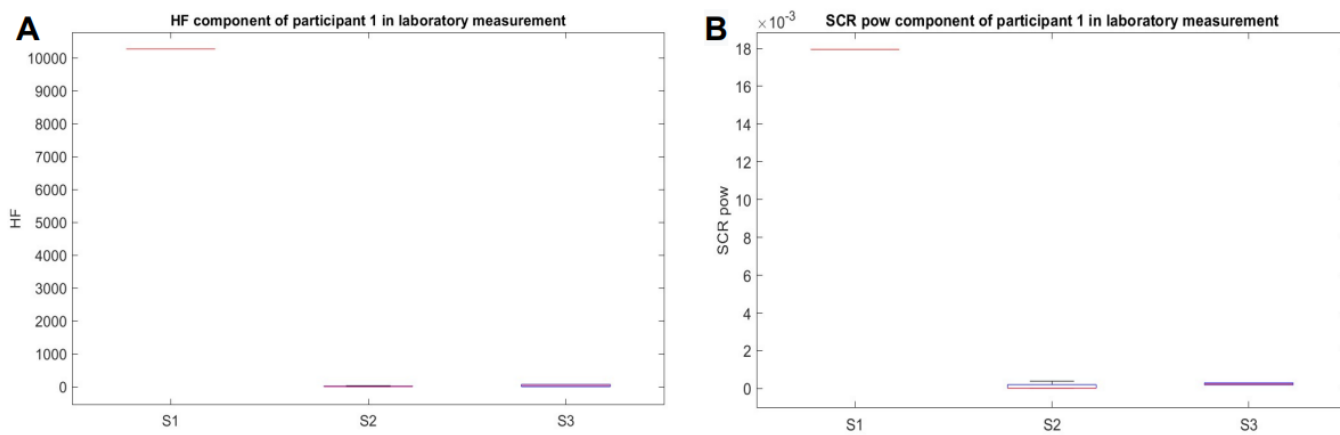 A
HF component of participant 1 in laboratory measurement
10000
9000
8000
7000
6000
5000
4000
3000
2000
1000
0
HF
S1 S2 S3
B
SCR pow component of participant 1 in laboratory measurement
×10⁻³
18
16
14
12
10
8
6
4
2
0
SCR pow
S1 S2 S3